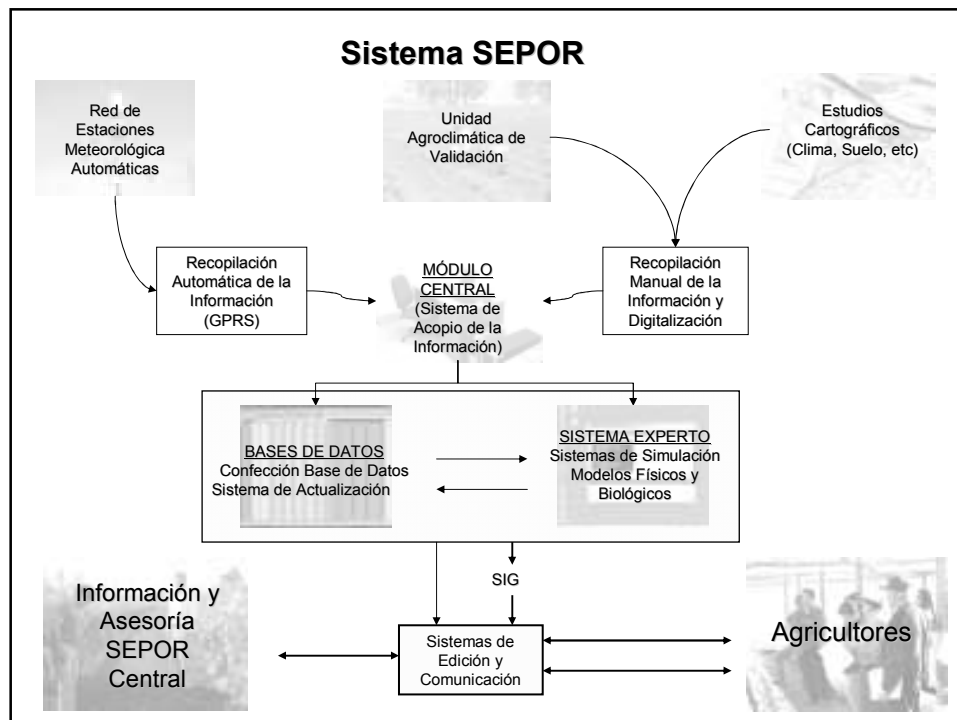 Sistema SEPOR
Red de
Estaciones
Meteorológica
Automáticas
Unidad
Agroclimática de
Validación
Estudios
Cartográficos
(Clima, Suelo, etc)
Recopilación
Automática de la
Información
(GPRS)
MÓDULO
CENTRAL
(Sistema de
Acopio de la
Información)
Recopilación
Manual de la
Información y
Digitalización
BASES DE DATOS
Confección Base de Datos
Sistema de Actualización
SISTEMA EXPERTO
Sistemas de Simulación
Modelos Físicos y
Biológicos
SIG
Información y
Asesoría
SEPOR
Central
Sistemas de
Edición y
Comunicación
Agricultores